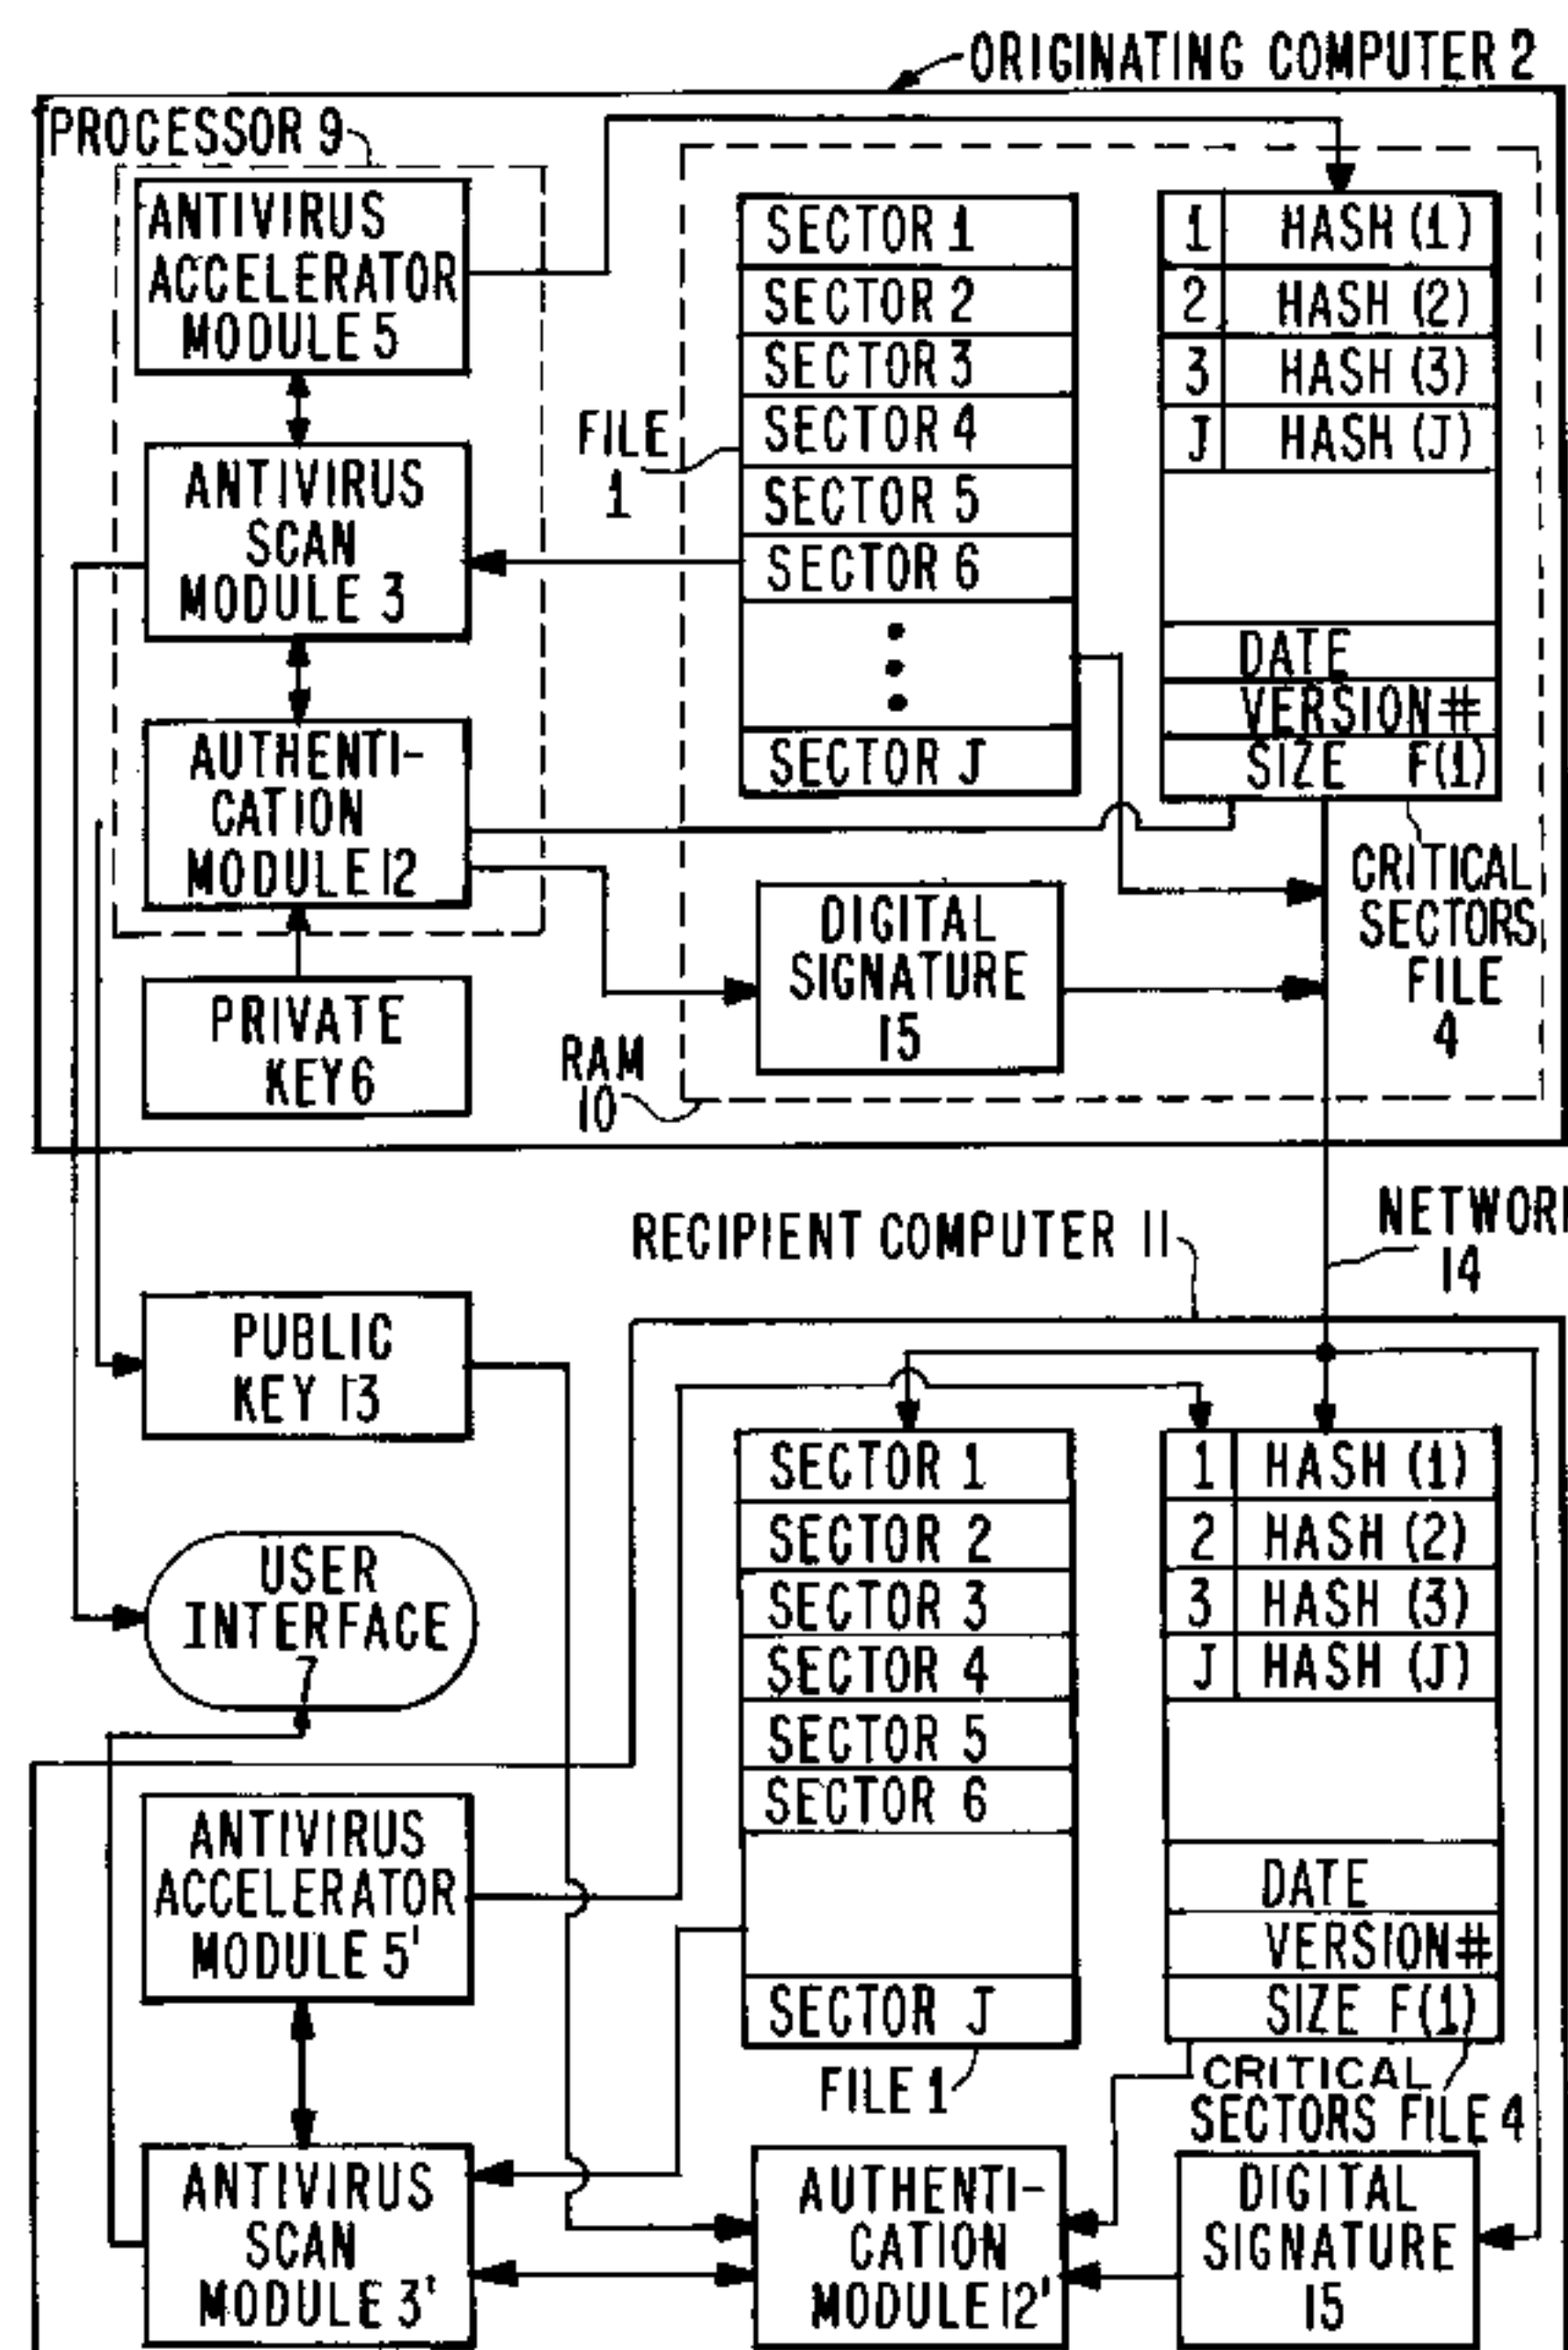 ORIGINATING COMPUTER 2
PROCESSOR 9
ANTIVIRUS
ACCELERATOR
MODULE 5
ANTIVIRUS
SCAN
MODULE 3
AUTHENTI-
CATION
MODULE 12
PRIVATE
KEY 6
FILE
1
SECTOR 1
SECTOR 2
SECTOR 3
SECTOR 4
SECTOR 5
SECTOR 6
SECTOR J
1 HASH (1)
2 HASH (2)
3 HASH (3)
J HASH (J)
DATE
VERSION #
SIZE F(1)
CRITICAL
SECTORS
FILE
4
DIGITAL
SIGNATURE
15
RAM
10
NETWORK
14
RECIPIENT COMPUTER 11
PUBLIC
KEY 13
USER
INTERFACE
7
ANTIVIRUS
ACCELERATOR
MODULE 5'
ANTIVIRUS
SCAN
MODULE 3'
SECTOR 1
SECTOR 2
SECTOR 3
SECTOR 4
SECTOR 5
SECTOR 6
SECTOR J
FILE 1
1 HASH (1)
2 HASH (2)
3 HASH (3)
J HASH (J)
DATE
VERSION #
SIZE F(1)
CRITICAL
SECTORS FILE 4
AUTHENTI-
CATION
MODULE 12'
DIGITAL
SIGNATURE
15